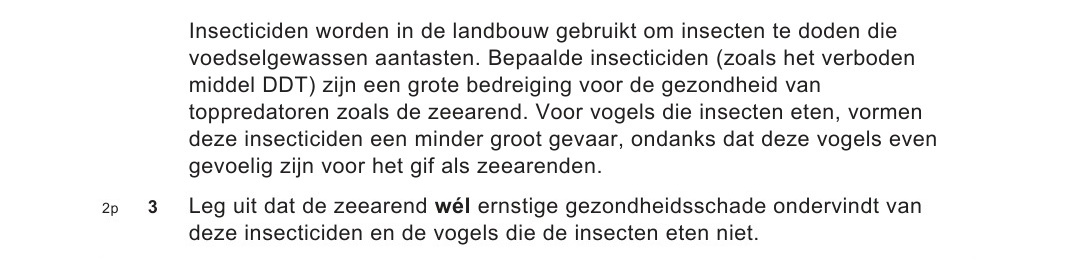 Insecticiden worden in de landbouw gebruikt om insecten te doden die
voedselgewassen aantasten. Bepaalde insecticiden (zoals het verboden
middel DDT) zijn een grote bedreiging voor de gezondheid van
toppredatoren zoals de zeearend. Voor vogels die insecten eten, vormen
deze insecticiden een minder groot gevaar, ondanks dat deze vogels even
gevoelig zijn voor het gif als zeearenden.
2p 3 Leg uit dat de zeearend wél ernstige gezondheidsschade ondervindt van
deze insecticiden en de vogels die de insecten eten niet.